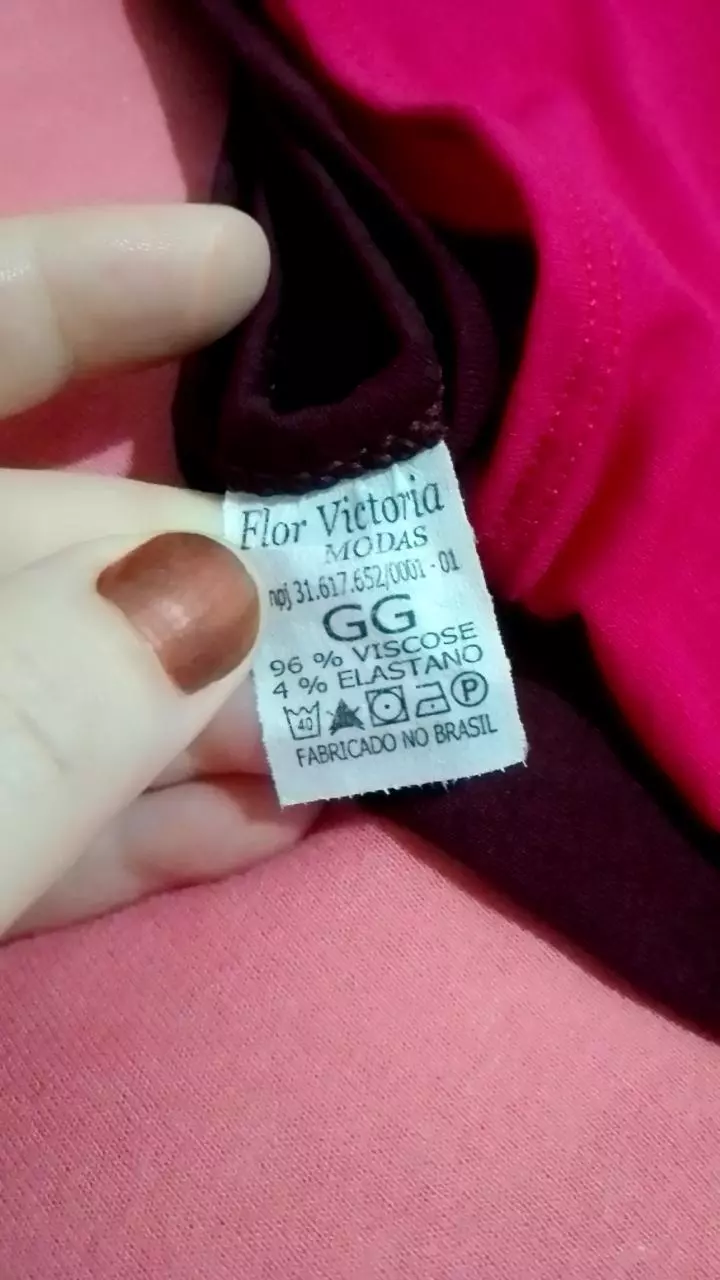 Flor Victoria
MODAS
npj 31.617.652/0001-01
GG
96 % VISCOSE
4 % ELASTANO
40 P
FABRICADO NO BRASIL